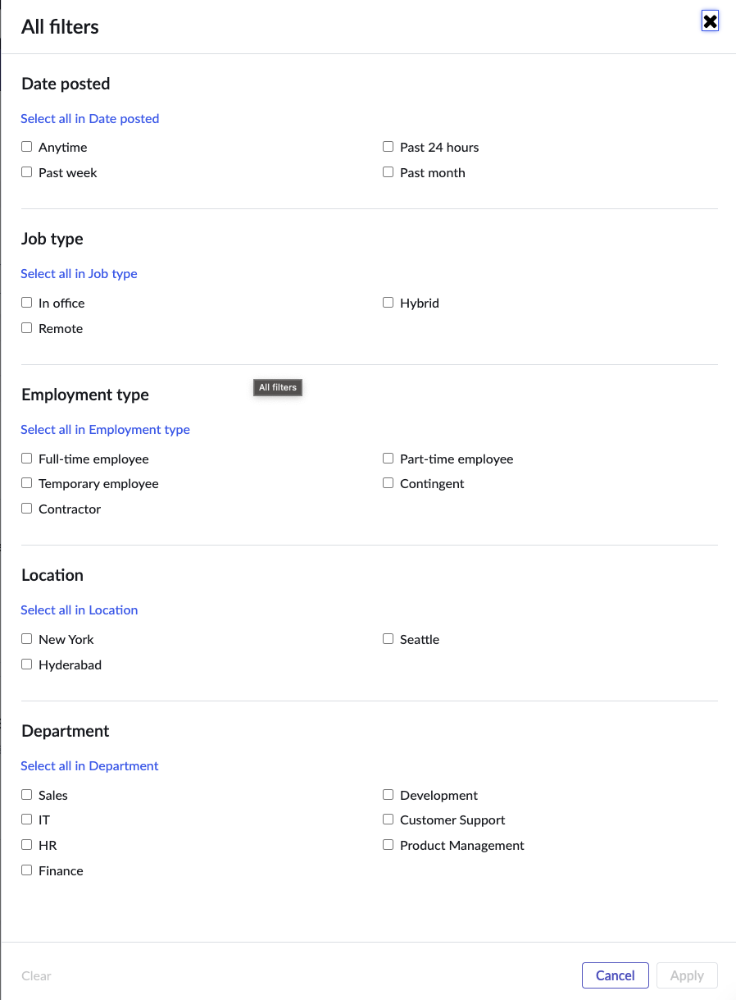 All filters
Date posted
Select all in Date posted
Anytime
Past 24 hours
Past week
Past month
Job type
Select all in Job type
In office
Hybrid
Remote
All filters
Employment type
Select all in Employment type
Full-time employee
Part-time employee
Temporary employee
Contingent
Contractor
Location
Select all in Location
New York
Seattle
Hyderabad
Department
Select all in Department
Sales
Development
IT
Customer Support
HR
Product Management
Finance
Clear
Cancel
Apply